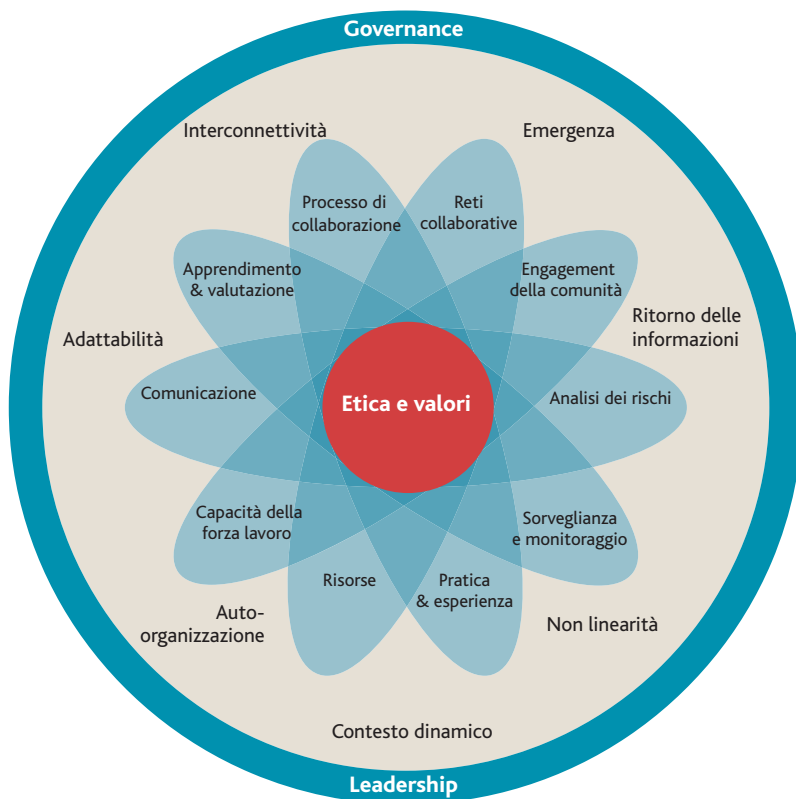 Governance
Interconnettività
Emergenza
Processo di
collaborazione
Reti
collaborative
Apprendimento
& valutazione
Engagement
della comunità
Adattabilità
Ritorno delle
informazioni
Comunicazione
Etica e valori
Analisi dei rischi
Capacità della
forza lavoro
Sorveglianza
e monitoraggio
Risorse
Pratica
& esperienza
Auto-
organizzazione
Non linearità
Contesto dinamico
Leadership